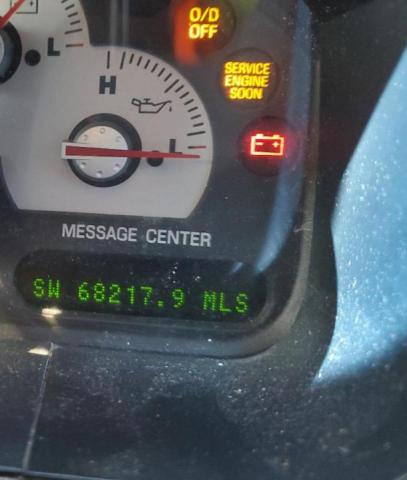 O/D
OFF
L
H
SERVICE
ENGINE
SOON
L
MESSAGE CENTER
SW 68217.9 MLS